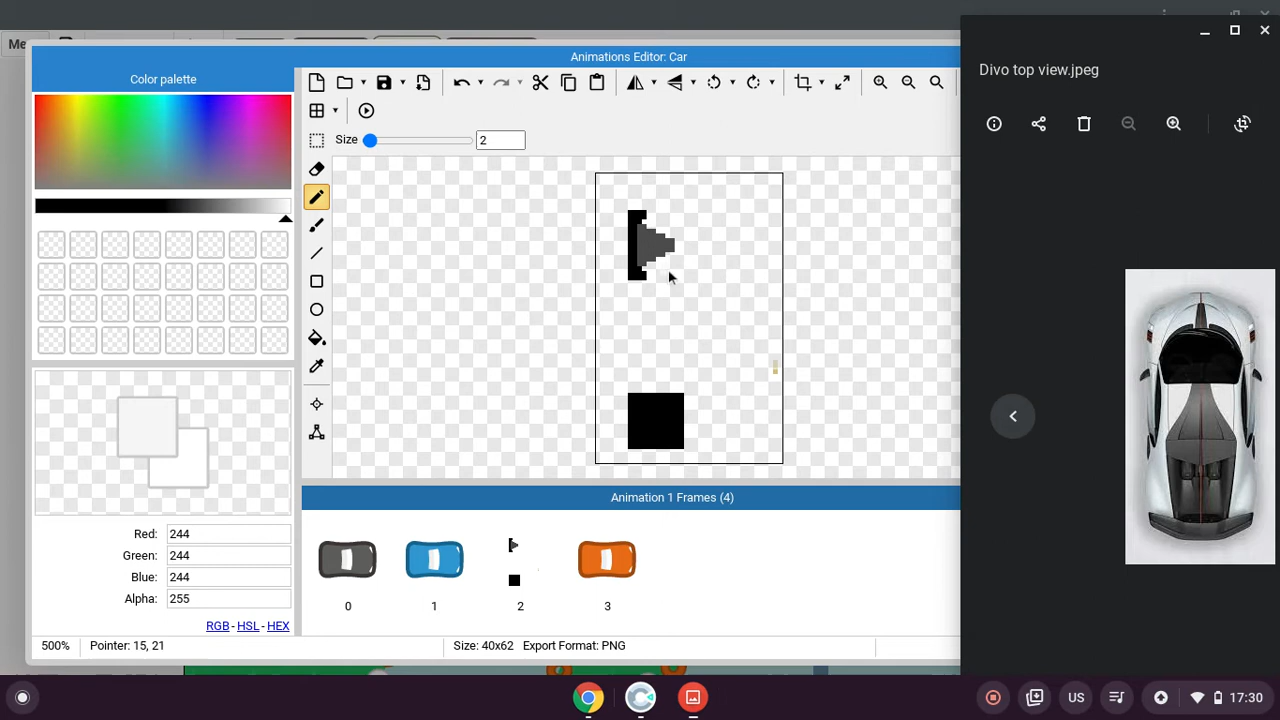 Me
Animations Editor: Car
Divo top view.jpeg
Color palette
Size 2
Animation 1 Frames (4)
Red: 244
Green: 244
Blue: 244
Alpha: 255
RGB - HSL - HEX
0 1 2 3
500% Pointer: 15, 21 Size: 40x62 Export Format: PNG
US 17:30